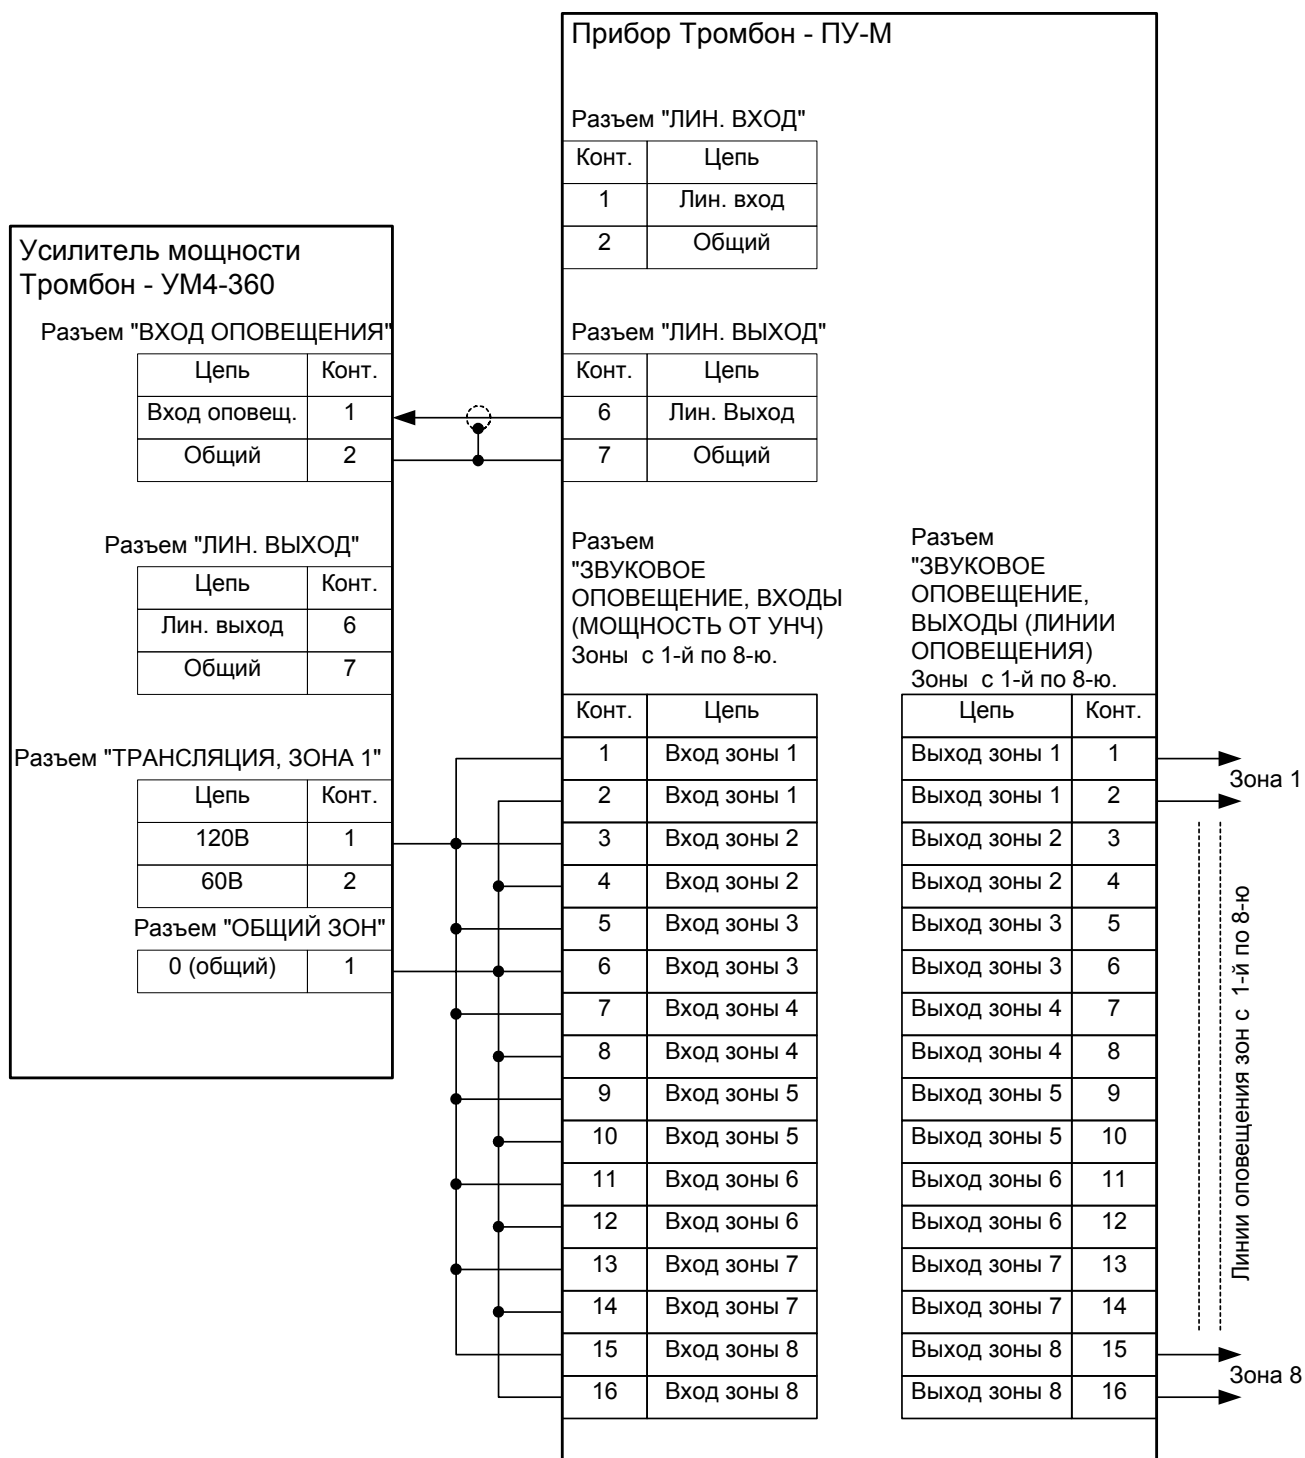 Прибор Тромбон - ПУ-М
Разъем "ЛИН. ВХОД"
Конт. Цепь
1 Лин. вход
2 Общий
Усилитель мощности
Тромбон - УМ4-360
Разъем "ВХОД ОПОВЕЩЕНИЯ"
Цепь Конт.
Вход оповещ. 1
Общий 2
Разъем "ЛИН. ВЫХОД"
Конт. Цепь
6 Лин. Выход
7 Общий
Разъем "ЛИН. ВЫХОД"
Цепь Конт.
Лин. выход 6
Общий 7
Разъем "ТРАНСЛЯЦИЯ, ЗОНА 1"
Цепь Конт.
120В 1
60В 2
Разъем "ОБЩИЙ ЗОН"
0 (общий) 1
Разъем
"ЗВУКОВОЕ
ОПОВЕЩЕНИЕ, ВХОДЫ
(МОЩНОСТЬ ОТ УНЧ)
Зоны с 1-й по 8-ю.
Конт. Цепь
1 Вход зоны 1
2 Вход зоны 1
3 Вход зоны 2
4 Вход зоны 2
5 Вход зоны 3
6 Вход зоны 3
7 Вход зоны 4
8 Вход зоны 4
9 Вход зоны 5
10 Вход зоны 5
11 Вход зоны 6
12 Вход зоны 6
13 Вход зоны 7
14 Вход зоны 7
15 Вход зоны 8
16 Вход зоны 8
Разъем
"ЗВУКОВОЕ
ОПОВЕЩЕНИЕ,
ВЫХОДЫ (ЛИНИИ
ОПОВЕЩЕНИЯ)
Зоны с 1-й по 8-ю.
Цепь Конт.
Выход зоны 1 1
Выход зоны 1 2
Выход зоны 2 3
Выход зоны 2 4
Выход зоны 3 5
Выход зоны 3 6
Выход зоны 4 7
Выход зоны 4 8
Выход зоны 5 9
Выход зоны 5 10
Выход зоны 6 11
Выход зоны 6 12
Выход зоны 7 13
Выход зоны 7 14
Выход зоны 8 15
Выход зоны 8 16
Зона 1
Линии оповещения зон с 1-й по 8-ю
Зона 8